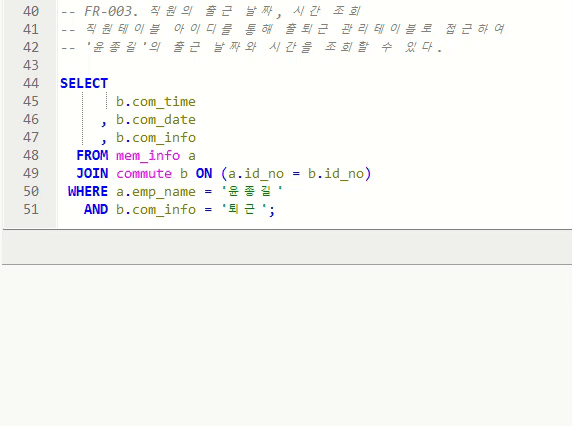 40 -- FR-003. 직원의 출근 날짜, 시간 조회
41 -- 직원테이블 아이디를 통해 출퇴근 관리테이블로 접근하여
42 -- '윤종길'의 출근 날짜와 시간을 조회할 수 있다.
43
44 SELECT
45 b.com_time
46 , b.com_date
47 , b.com_info
48 FROM mem_info a
49 JOIN commute b ON (a.id_no = b.id_no)
50 WHERE a.emp_name = '윤종길'
51 AND b.com_info = '퇴근';